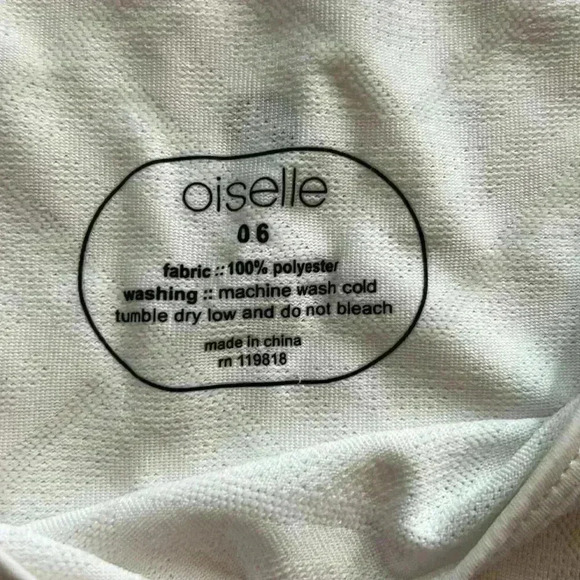 oiselle
06
fabric :: 100% polyester
washing :: machine wash cold
tumble dry low and do not bleach
made in china
rn 119818